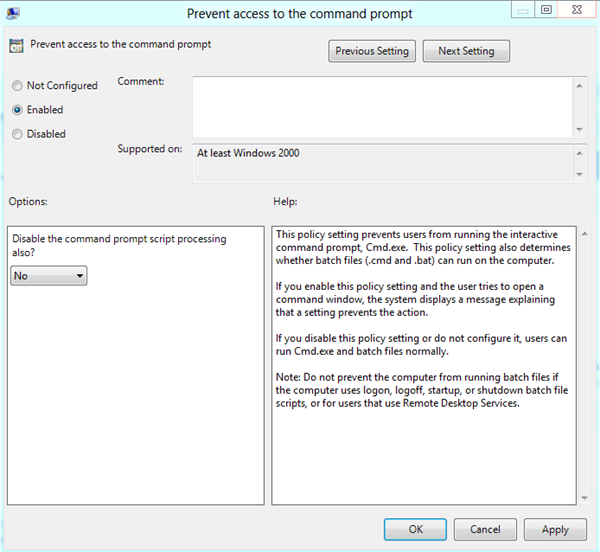 Prevent access to the command prompt
Prevent access to the command prompt
Previous Setting
Next Setting
Not Configured
Comment:
Enabled
Disabled
Supported on:
At least Windows 2000
Options:
Help:
Disable the command prompt script processing
also?
No
This policy setting prevents users from running the interactive
command prompt, Cmd.exe.  This policy setting also determines
whether batch files (.cmd and .bat) can run on the computer.
If you enable this policy setting and the user tries to open a
command window, the system displays a message explaining
that a setting prevents the action.
If you disable this policy setting or do not configure it, users can
run Cmd.exe and batch files normally.
Note: Do not prevent the computer from running batch files if
the computer uses logon, logoff, startup, or shutdown batch file
scripts, or for users that use Remote Desktop Services.
OK
Cancel
Apply